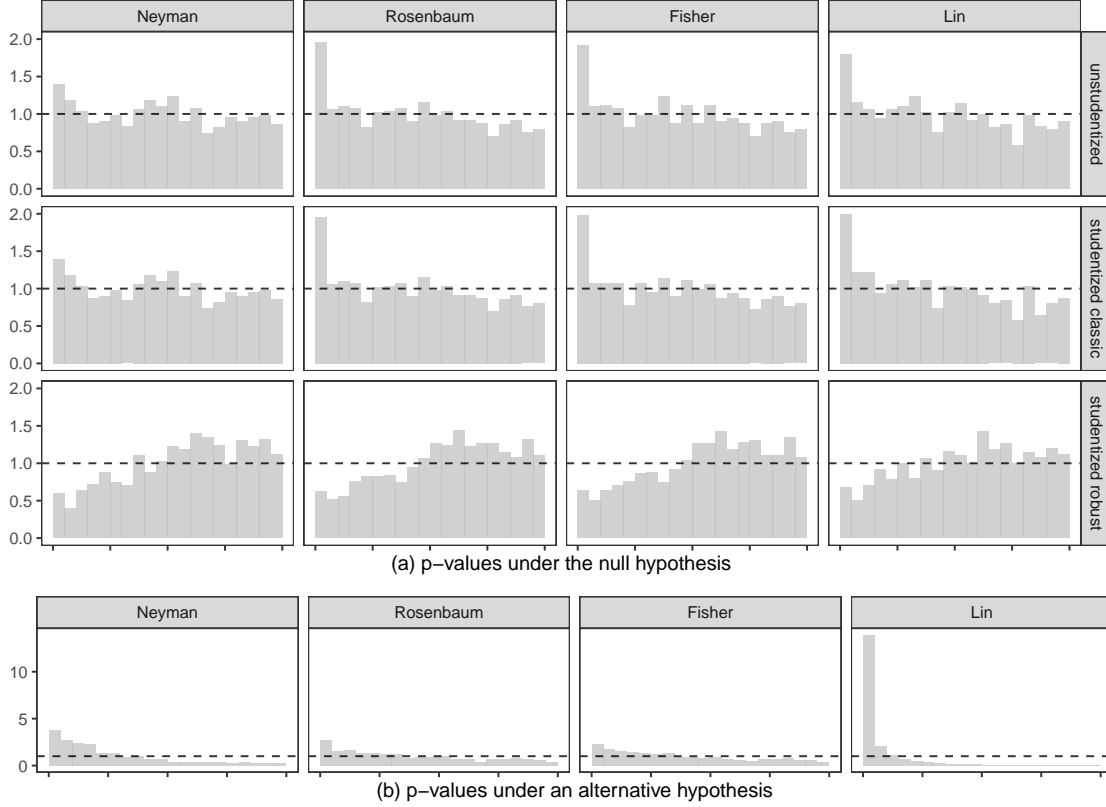 Neyman Rosenbaum Fisher Lin
2.0
1.5
1.0
0.5
0.0
unstudentized
2.0
1.5
1.0
0.5
0.0
studentized classic
2.0
1.5
1.0
0.5
0.0
studentized robust
(a) p−values under the null hypothesis
Neyman Rosenbaum Fisher Lin
10
5
0
(b) p−values under an alternative hypothesis